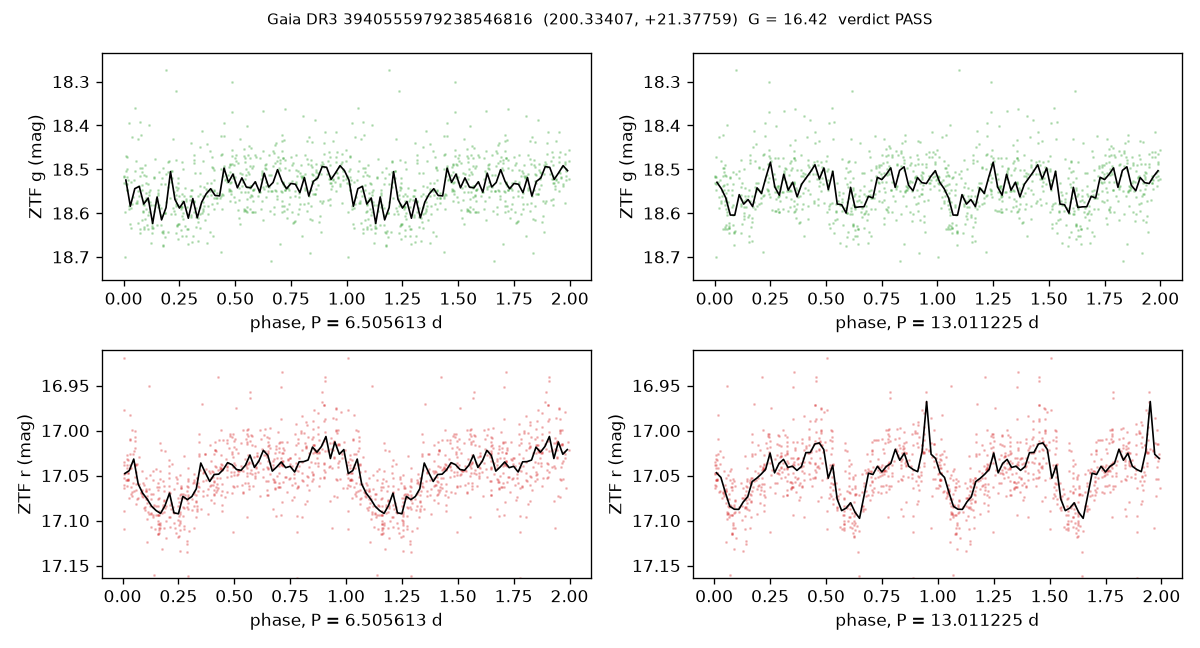 Gaia DR3 3940555979238546816 (200.33407, +21.37759) G = 16.42 verdict PASS
ZTF g (mag)
18.3
18.4
18.5
18.6
18.7
0.00 0.25 0.50 0.75 1.00 1.25 1.50 1.75 2.00
phase, P = 6.505613 d
ZTF g (mag)
18.3
18.4
18.5
18.6
18.7
0.00 0.25 0.50 0.75 1.00 1.25 1.50 1.75 2.00
phase, P = 13.011225 d
ZTF r (mag)
16.95
17.00
17.05
17.10
17.15
0.00 0.25 0.50 0.75 1.00 1.25 1.50 1.75 2.00
phase, P = 6.505613 d
ZTF r (mag)
16.95
17.00
17.05
17.10
17.15
0.00 0.25 0.50 0.75 1.00 1.25 1.50 1.75 2.00
phase, P = 13.011225 d